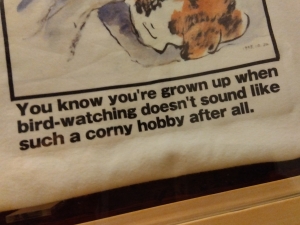 You know you're grown up when
bird-watching doesn't sound like
such a corny hobby after all.